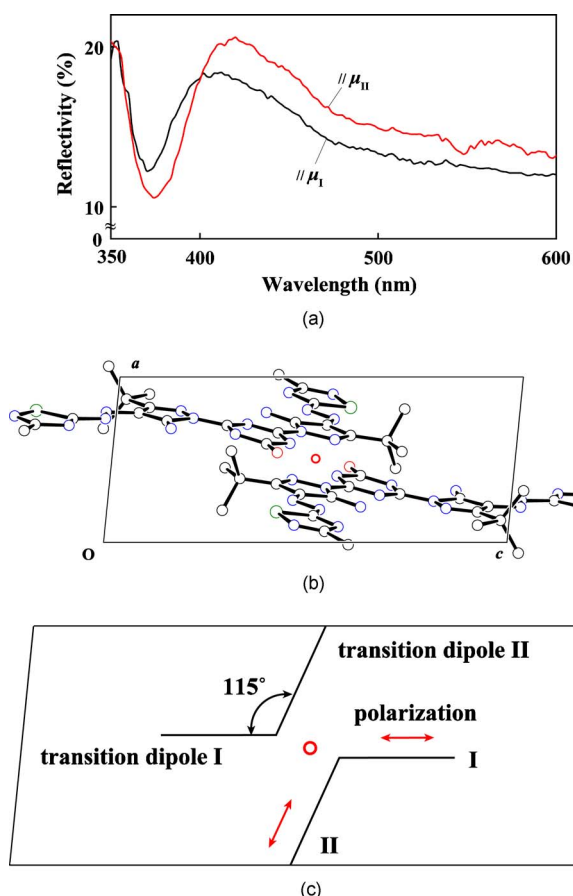 20
10
0
Reflectivity (%)
// μII
// μI
350
400
500
600
Wavelength (nm)
(a)
a
O
c
(b)
transition dipole II
115°
polarization
transition dipole I
I
II
(c)